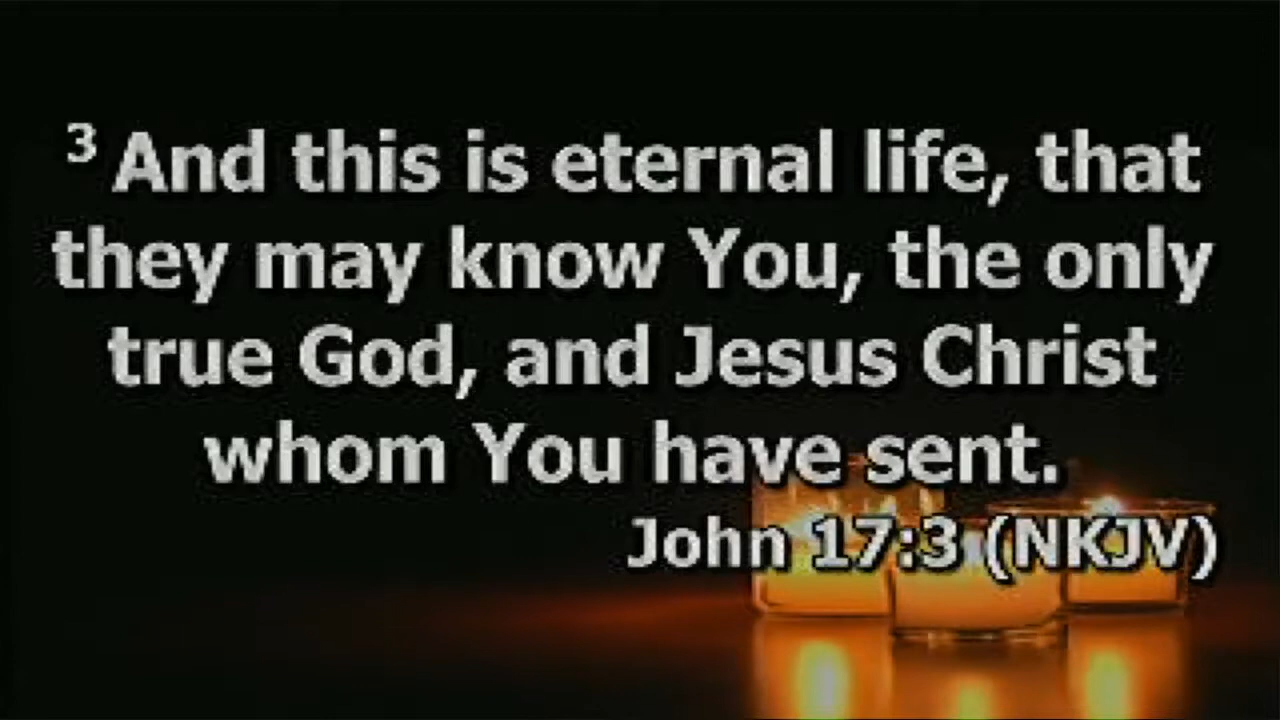 3 And this is eternal life, that
they may know You, the only
true God, and Jesus Christ
whom You have sent.
John 17:3 (NKJV)